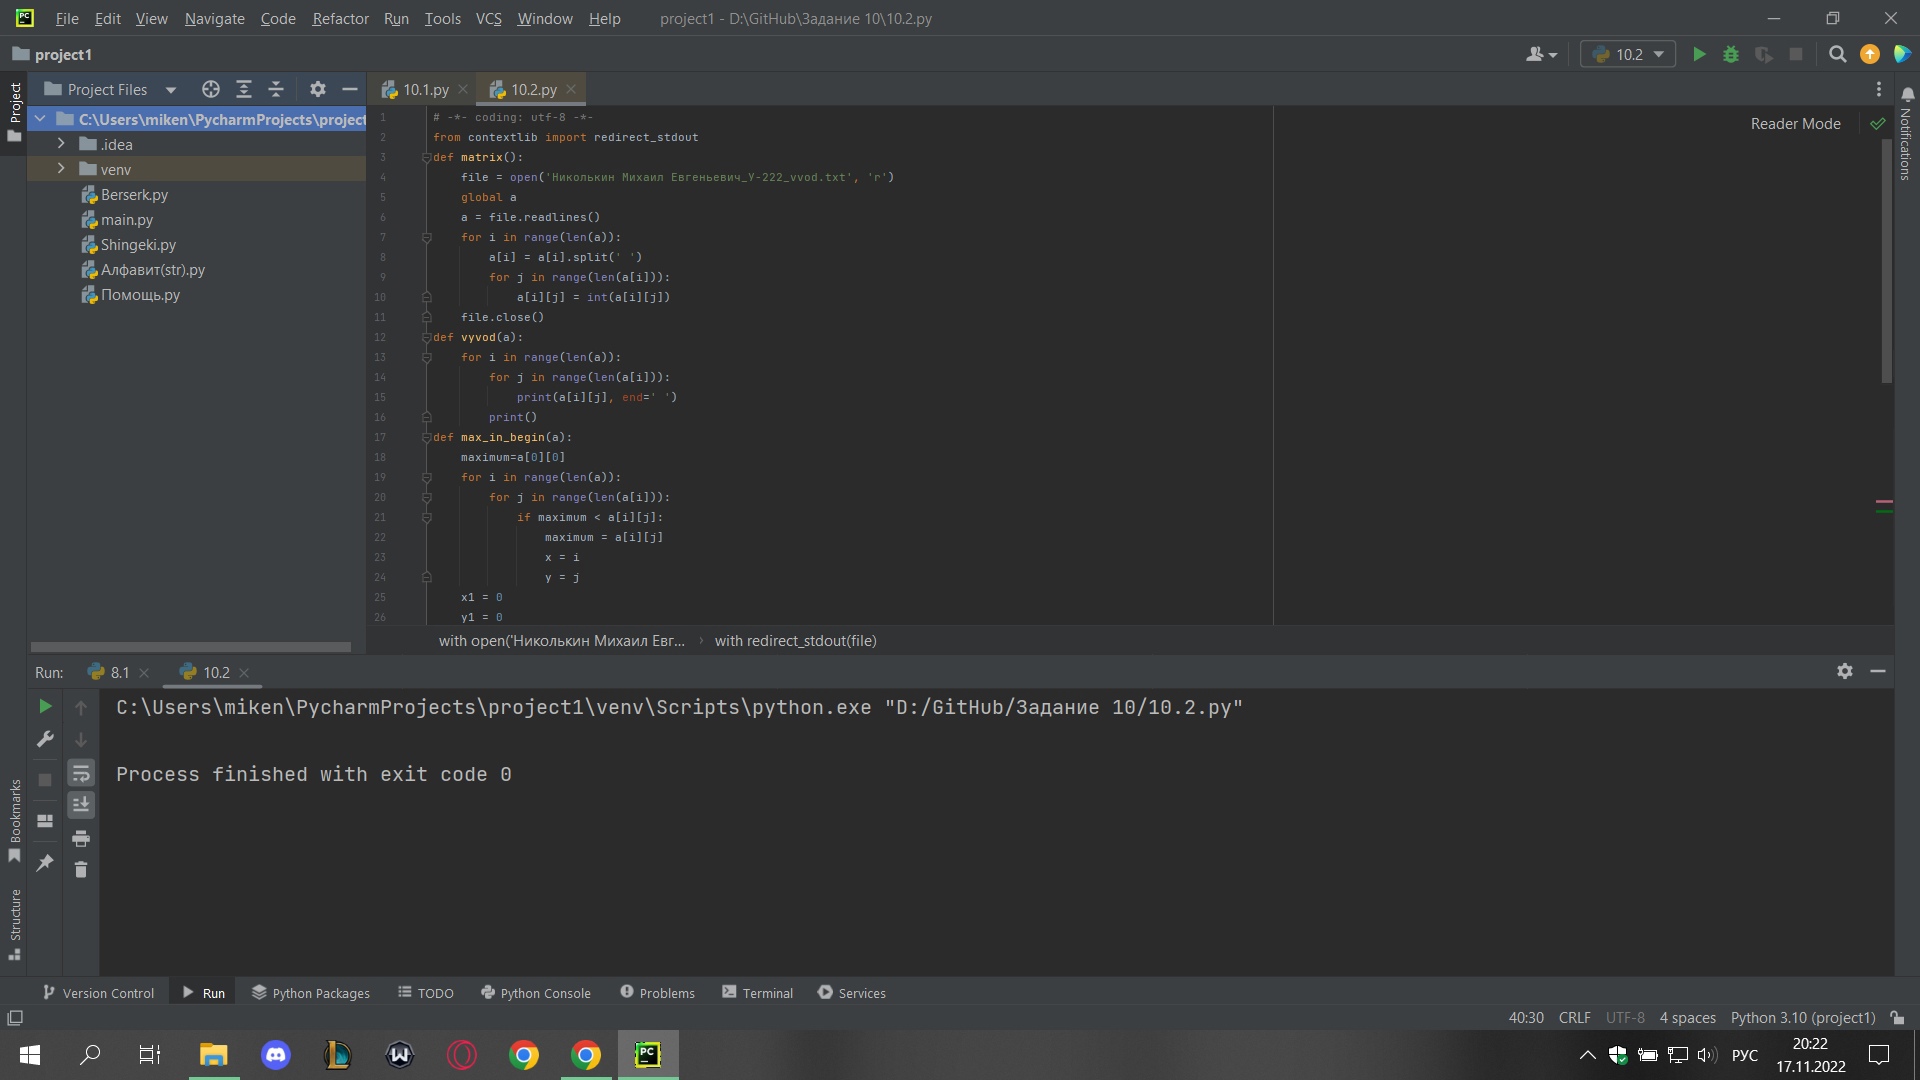 File Edit View Navigate Code Refactor Run Tools VCS Window Help project1 - D:\GitHub\Задание 10\10.2.py
project1
10.2
Project
Project Files
10.1.py
10.2.py
C:\Users\miken\PycharmProjects\project
.idea
venv
Berserk.py
main.py
Shingeki.py
Алфавит(str).py
Помощь.py
1 # -*- coding: utf-8 -*-
2 from contextlib import redirect_stdout
3 def matrix():
4 file = open('Николькин Михаил Евгеньевич_У-222_vvod.txt', 'r')
5 global a
6 a = file.readlines()
7 for i in range(len(a)):
8 a[i] = a[i].split(' ')
9 for j in range(len(a[i])):
10 a[i][j] = int(a[i][j])
11 file.close()
12 def vyvod(a):
13 for i in range(len(a)):
14 for j in range(len(a[i])):
15 print(a[i][j], end=' ')
16 print()
17 def max_in_begin(a):
18 maximum=a[0][0]
19 for i in range(len(a)):
20 for j in range(len(a[i])):
21 if maximum < a[i][j]:
22 maximum = a[i][j]
23 x = i
24 y = j
25 x1 = 0
26 y1 = 0
Reader Mode
Notifications
with open('Николькин Михаил Евг... › with redirect_stdout(file)
Run: 8.1 10.2
C:\Users\miken\PycharmProjects\project1\venv\Scripts\python.exe "D:/GitHub/Задание 10/10.2.py"
Process finished with exit code 0
Bookmarks
Structure
Version Control Run Python Packages TODO Python Console Problems Terminal Services
40:30 CRLF UTF-8 4 spaces Python 3.10 (project1)
РУС
20:22
17.11.2022